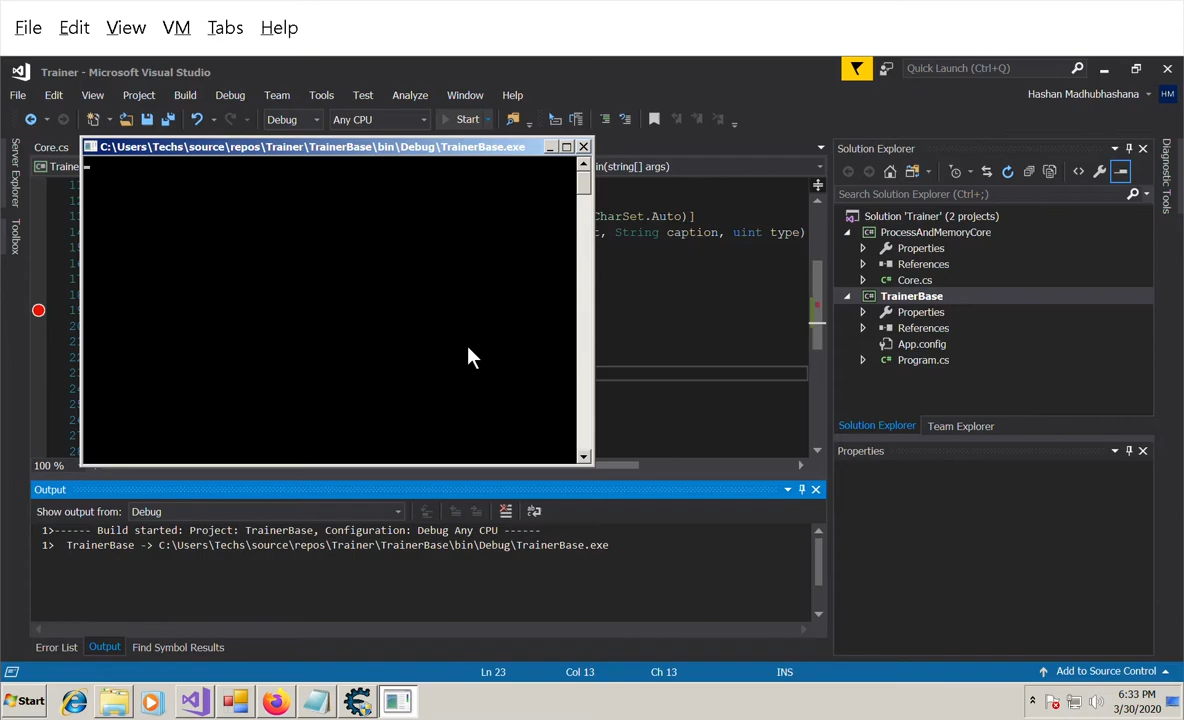 File Edit View VM Tabs Help
Trainer - Microsoft Visual Studio
Quick Launch (Ctrl+Q)
File Edit View Project Build Debug Team Tools Test Analyze Window Help
Hashan Madhubhashana HM
Debug Any CPU Start
Server Explorer
Toolbox
Core.cs
C:\Users\Techs\source\repos\Trainer\TrainerBase\bin\Debug\TrainerBase.exe
Traine
in(string[] args)
CharSet.Auto)]
t, String caption, uint type)
100 %
Solution Explorer
Search Solution Explorer (Ctrl+;)
Solution 'Trainer' (2 projects)
ProcessAndMemoryCore
Properties
References
Core.cs
TrainerBase
Properties
References
App.config
Program.cs
Solution Explorer Team Explorer
Properties
Diagnostic Tools
Output
Show output from: Debug
1>------ Build started: Project: TrainerBase, Configuration: Debug Any CPU ------
1> TrainerBase -> C:\Users\Techs\source\repos\Trainer\TrainerBase\bin\Debug\TrainerBase.exe
Error List Output Find Symbol Results
Ln 23 Col 13 Ch 13 INS Add to Source Control
Start
6:33 PM
3/30/2020